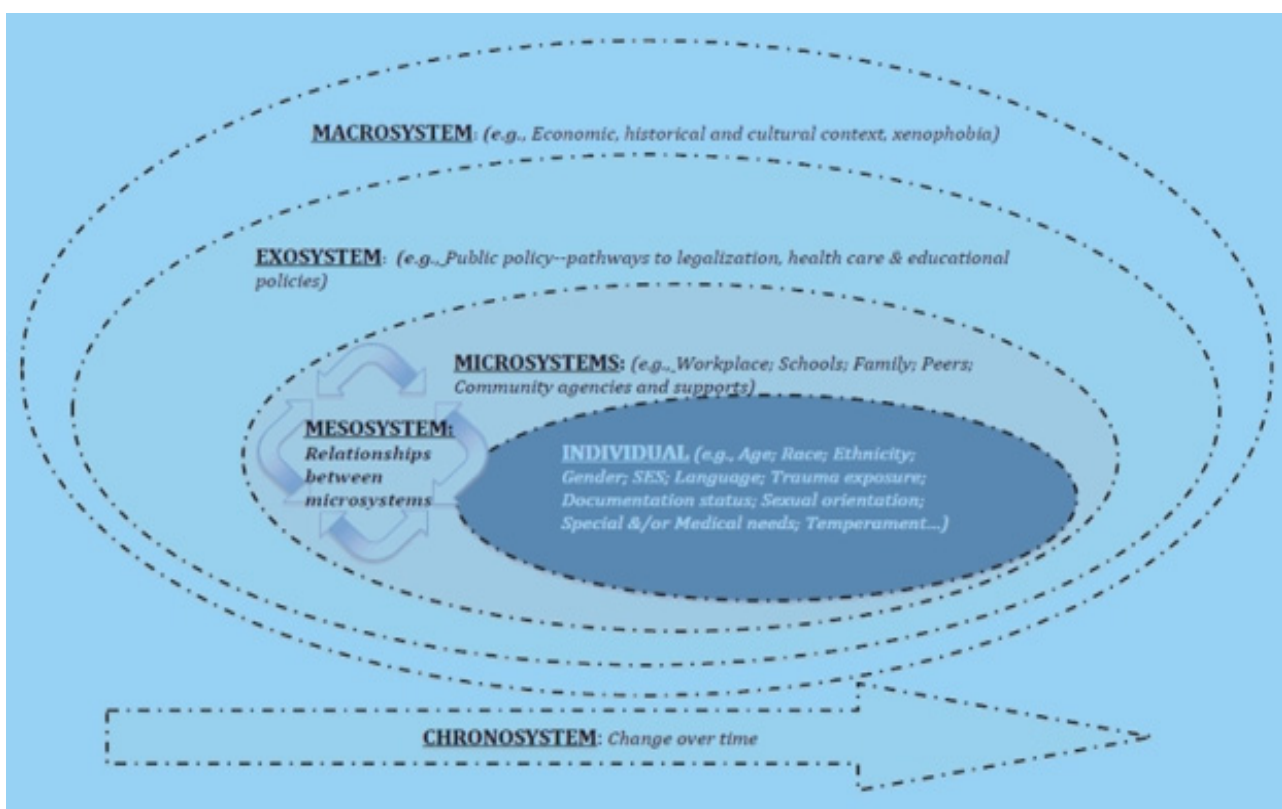 MACROSYSTEM: (e.g., Economic, historical and cultural context, xenophobia)
EXOSYSTEM: (e.g., Public policy--pathways to legalization, health care & educational
policies)
MICROSYSTEMS: (e.g., Workplace; Schools; Family; Peers;
Community agencies and supports)
MESOSYSTEM:
Relationships
between
microsystems
INDIVIDUAL (e.g., Age; Race; Ethnicity;
Gender; SES; Language; Trauma exposure;
Documentation status; Sexual orientation;
Special &/or Medical needs; Temperament...)
CHRONOSYSTEM: Change over time